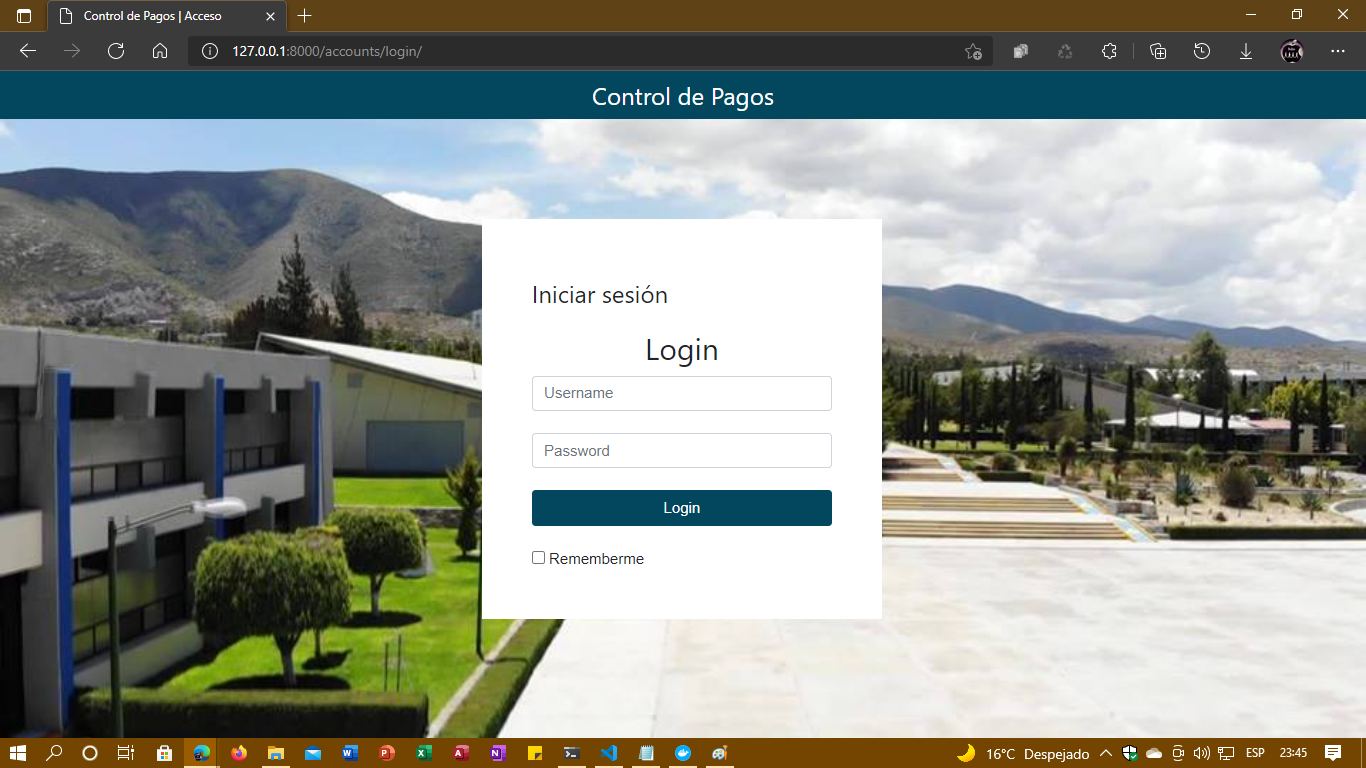 Control de Pagos | Acceso
127.0.0.1:8000/accounts/login/
Control de Pagos
Iniciar sesión
Login
Username
Password
Login
Rememberme
16°C Despejado
ESP
23:45